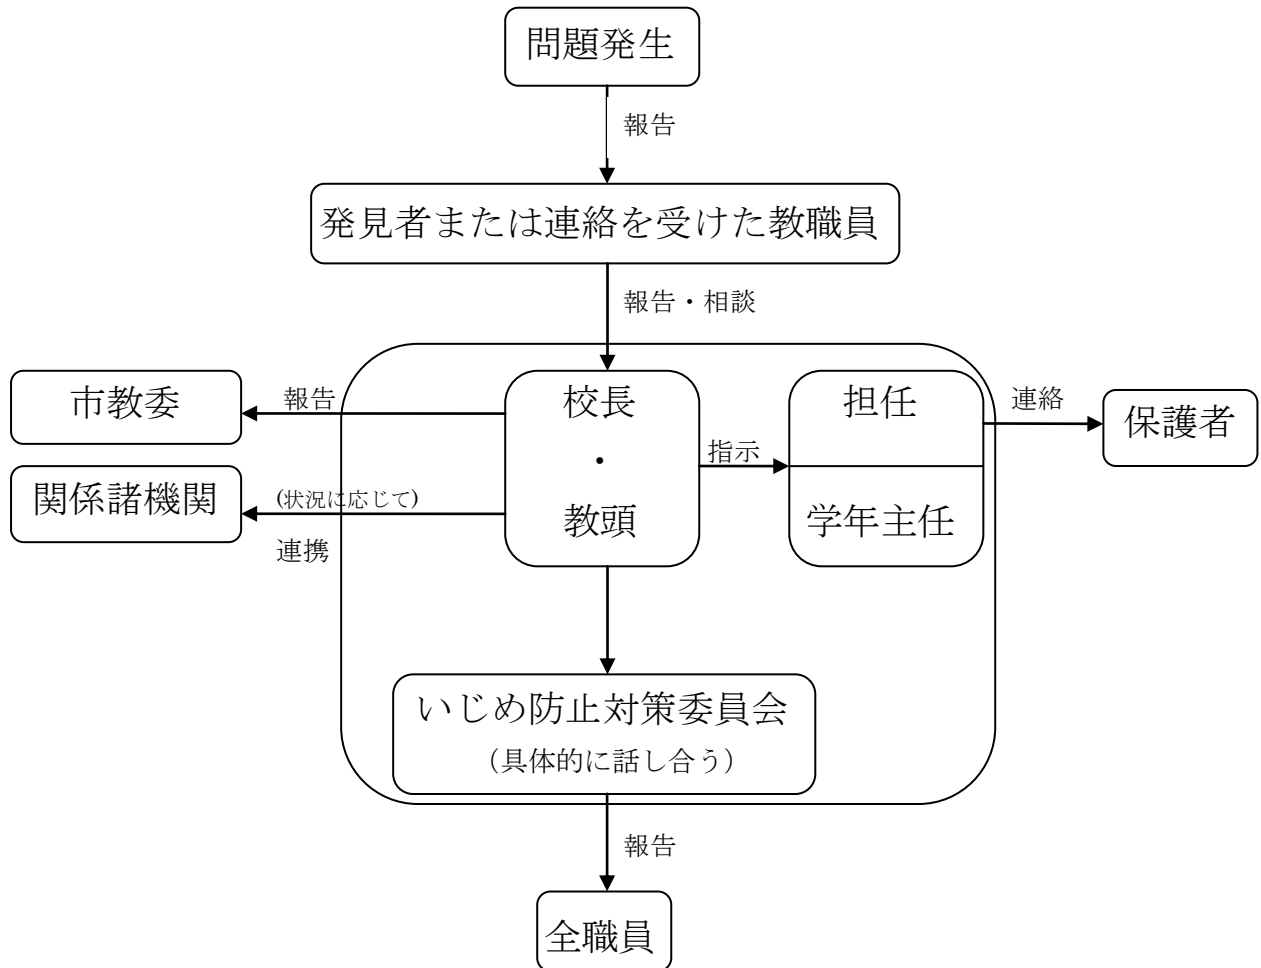 問題発生
報告
発見者または連絡を受けた教職員
報告・相談
市教委
報告
校長
・
教頭
指示
担任
学年主任
連絡
保護者
関係諸機関
(状況に応じて)
連携
いじめ防止対策委員会
（具体的に話し合う）
報告
全職員